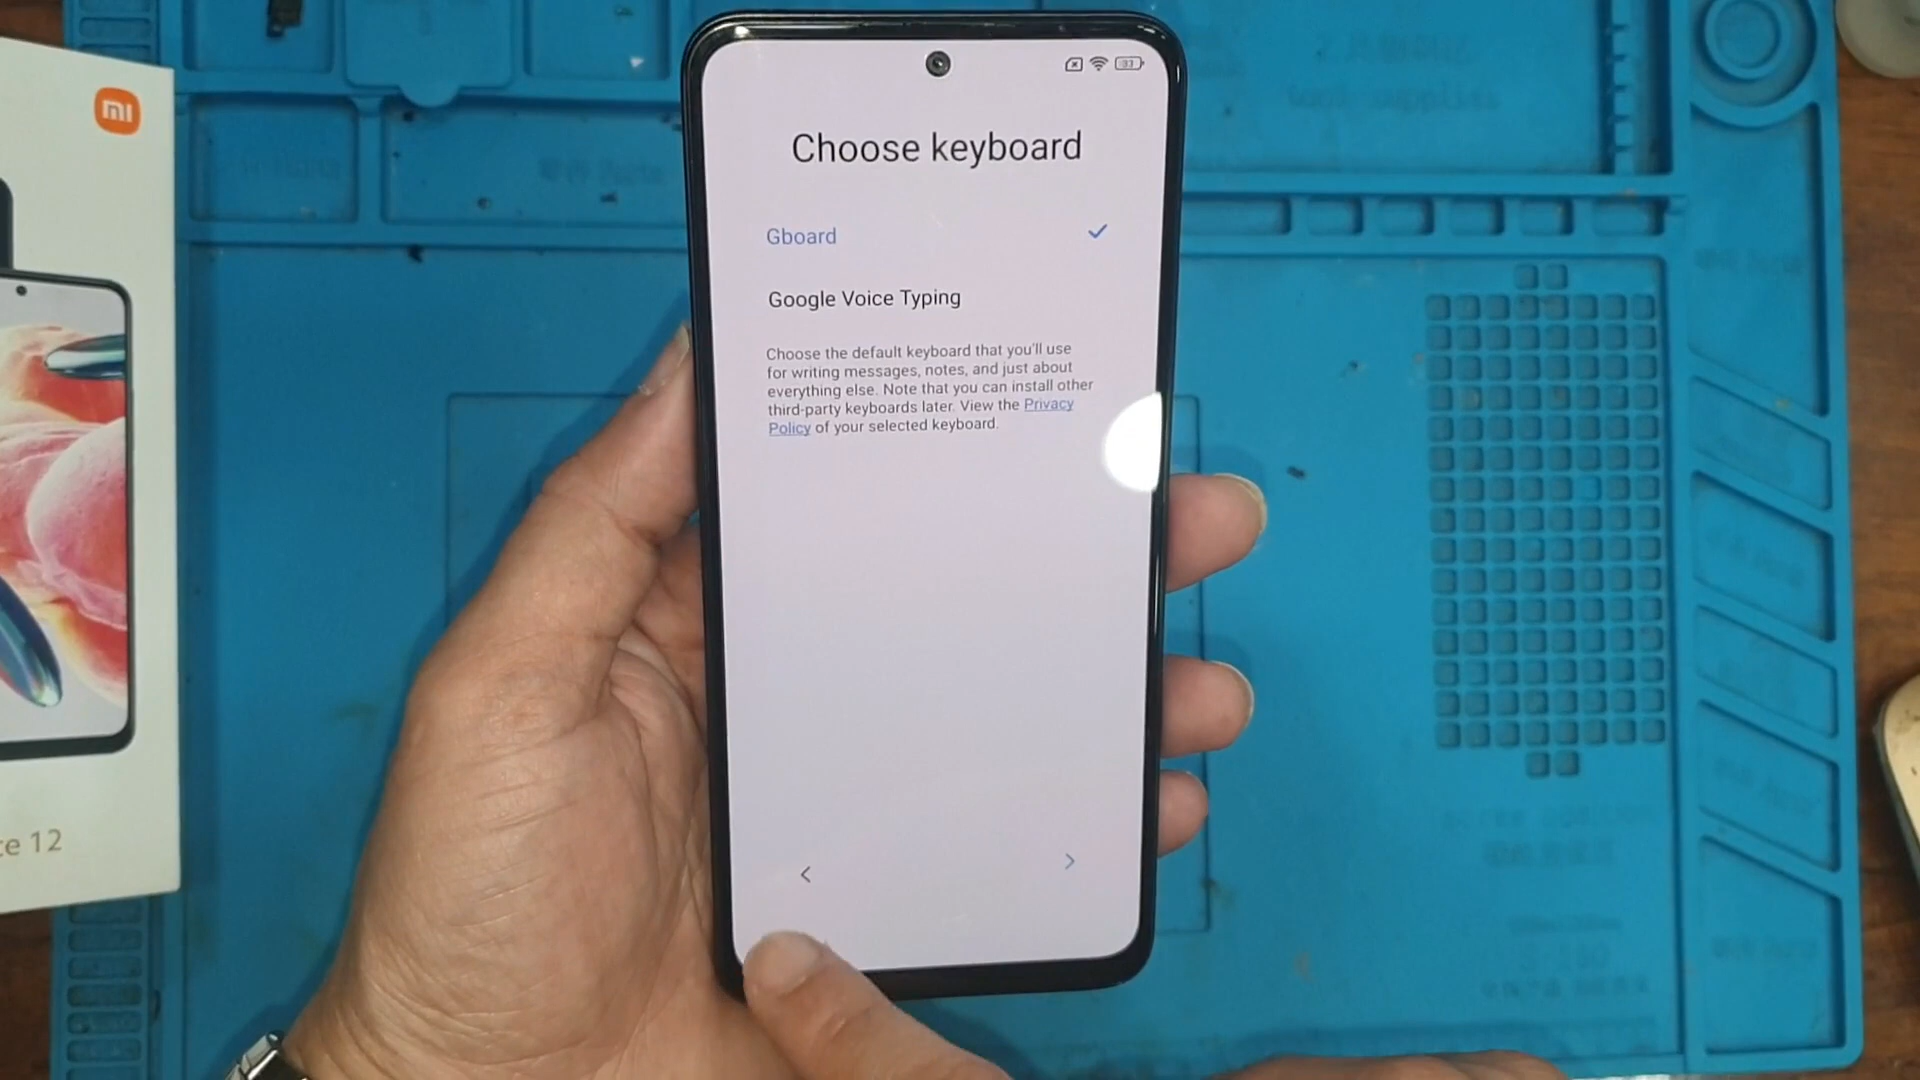 mi
te 12
33
Choose keyboard
Gboard
Google Voice Typing
Choose the default keyboard that you'll use
for writing messages, notes, and just about
everything else. Note that you can install other
third-party keyboards later. View the Privacy
Policy of your selected keyboard.